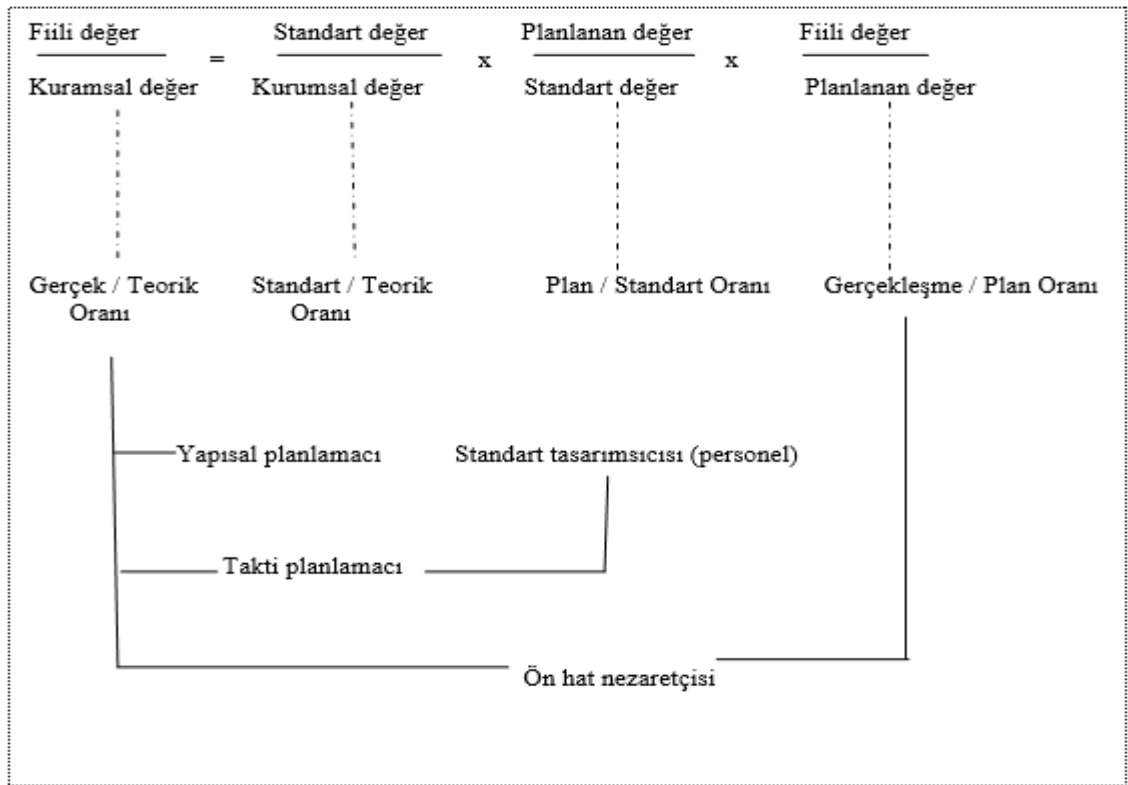 Fiili değer Standart değer Planlanan değer Fiili değer
= x x
Kuramsal değer Kurumsal değer Standart değer Planlanan değer
Gerçek / Teorik Standart / Teorik Plan / Standart Oranı Gerçekleşme / Plan Oranı
Oranı Oranı
Yapısal planlamacı Standart tasarımsıcısı (personel)
Takti planlamacı
Ön hat nezaretçisi